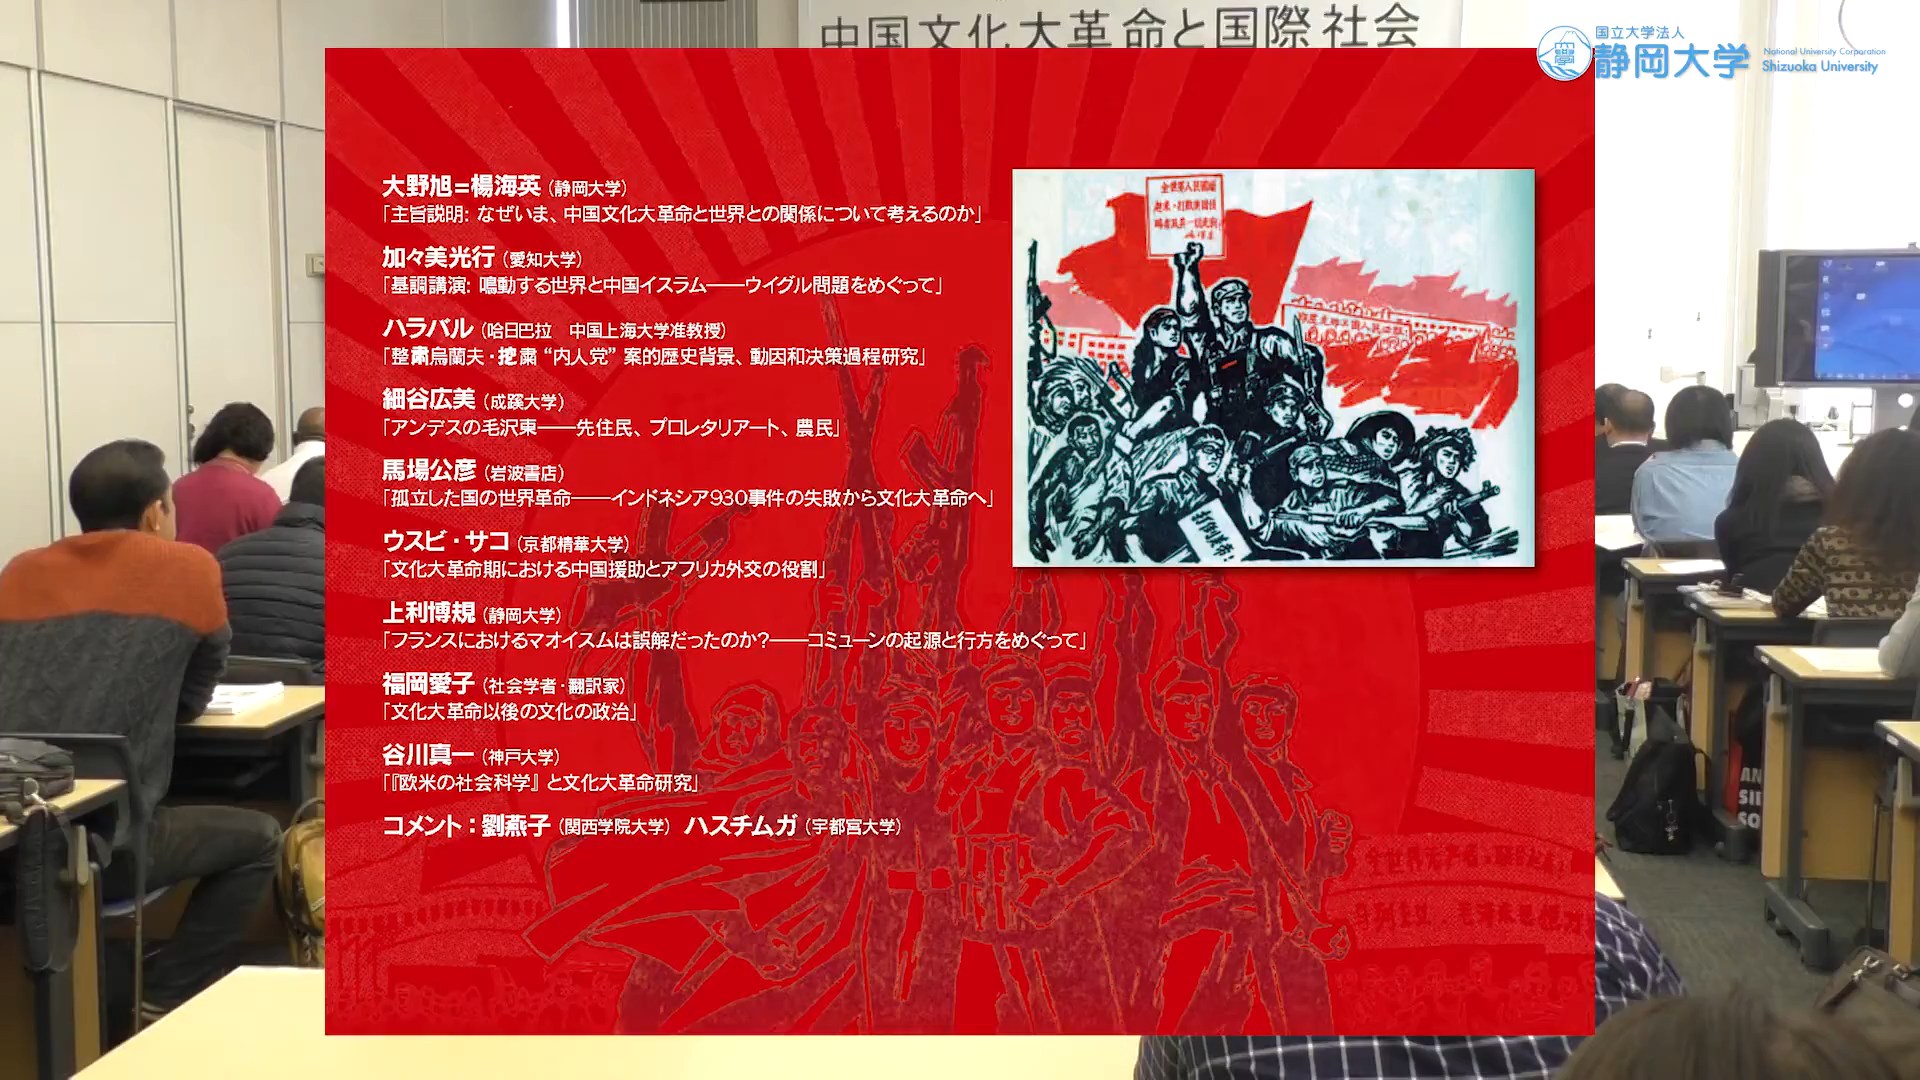 中国文化大革命と国際社会
国立大学法人
静岡大学
National University Corporation
Shizuoka University
大野旭=楊海英（静岡大学）
「主旨説明: なぜいま、中国文化大革命と世界との関係について考えるのか」
加々美光行（愛知大学）
「基調講演: 鳴動する世界と中国イスラム――ウイグル問題をめぐって」
ハラバル（哈日巴拉　中国上海大学准教授）
「整粛烏蘭夫・挖粛 “内人党” 案的歴史背景、動因和決策過程研究」
細谷広美（成蹊大学）
「アンデスの毛沢東――先住民、プロレタリアート、農民」
馬場公彦（岩波書店）
「孤立した国の世界革命――インドネシア930事件の失敗から文化大革命へ」
ウスビ・サコ（京都精華大学）
「文化大革命期における中国援助とアフリカ外交の役割」
上利博規（静岡大学）
「フランスにおけるマオイスムは誤解だったのか?――コミューンの起源と行方をめぐって」
福岡愛子（社会学者・翻訳家）
「文化大革命以後の文化の政治」
谷川真一（神戸大学）
「『欧米の社会科学』と文化大革命研究」
コメント：劉燕子（関西学院大学） ハスチムガ（宇都宮大学）